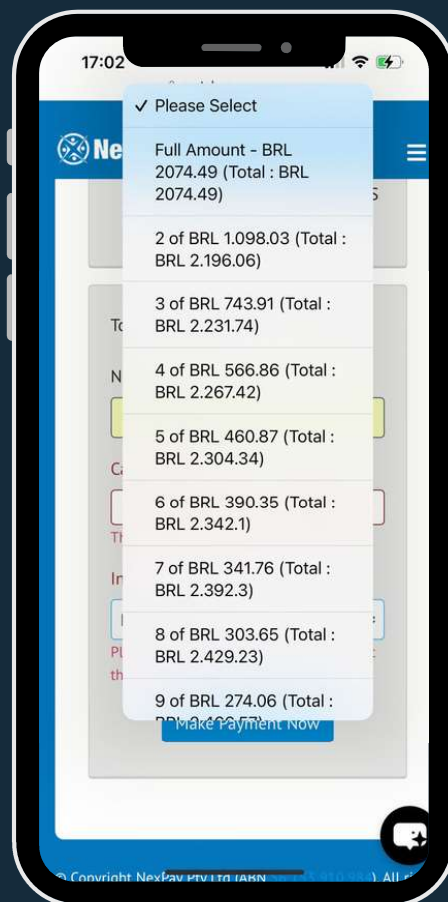 17:02
Ne
✓ Please Select
Full Amount - BRL
2074.49 (Total : BRL
2074.49)
2 of BRL 1.098.03 (Total :
BRL 2.196.06)
3 of BRL 743.91 (Total :
BRL 2.231.74)
4 of BRL 566.86 (Total :
BRL 2.267.42)
5 of BRL 460.87 (Total :
BRL 2.304.34)
6 of BRL 390.35 (Total :
BRL 2.342.1)
7 of BRL 341.76 (Total :
BRL 2.392.3)
8 of BRL 303.65 (Total :
BRL 2.429.23)
9 of BRL 274.06 (Total :
Make Payment Now
© Copyright NexPay Pty Ltd (ABN